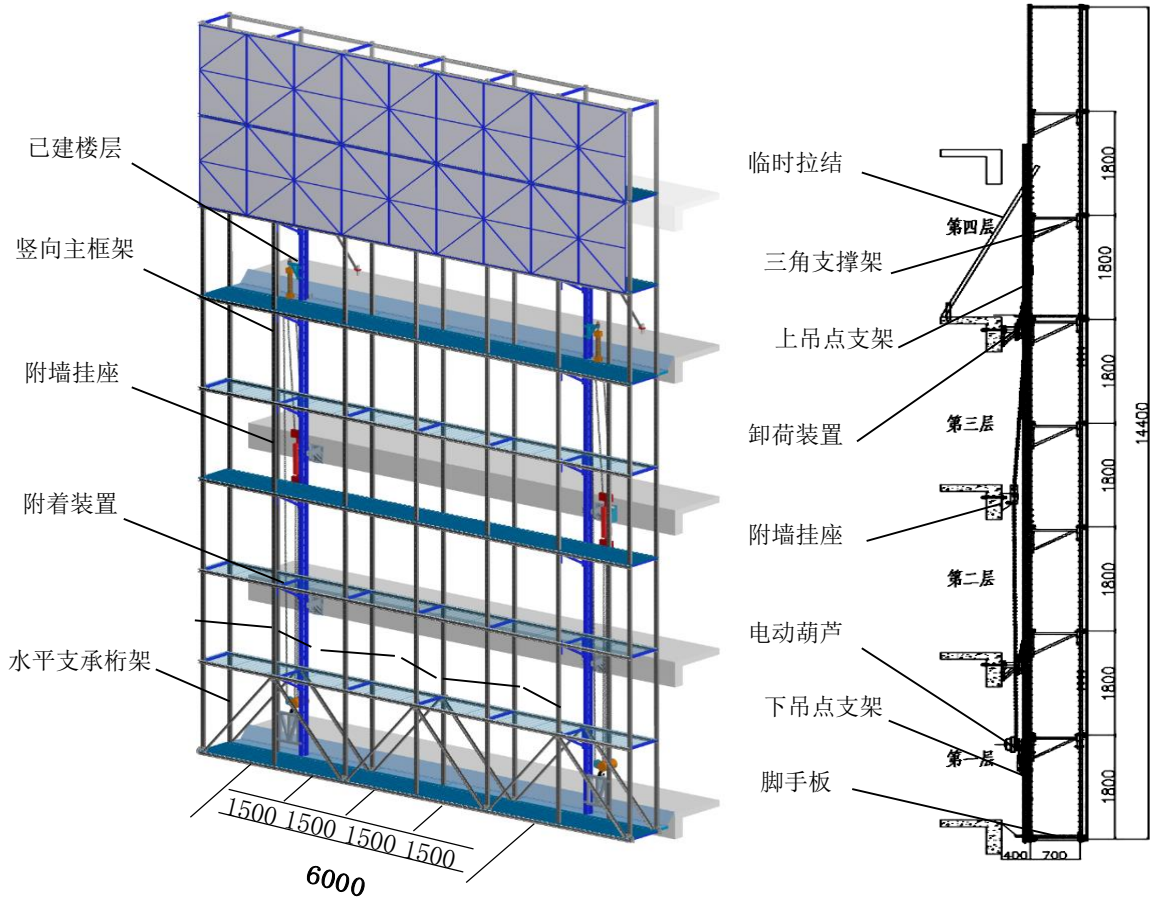 已建楼层
竖向主框架
附墙挂座
附着装置
水平支承桁架
1500 1500 1500 1500
6000
临时拉结
三角支撑架
上吊点支架
卸荷装置
附墙挂座
电动葫芦
下吊点支架
脚手板
第四层
第三层
第二层
第一层
1800
1800
1800
1800
1800
1800
1800
14400
400
700